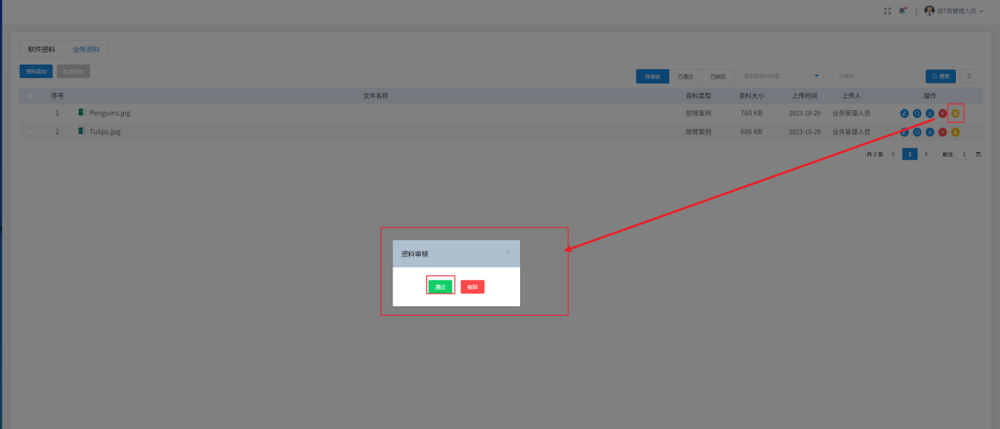 管理人员
软件资料 业务资料
资料添加 批量审批
待审核 已通过 已驳回 请选择资料类型 关键字 搜索
序号 文件名称 资料类型 资料大小 上传时间 上传人 操作
1 Penguins.jpg 故障案例 760 KB 2023-10-29 业务管理人员
2 Tulips.jpg 故障案例 606 KB 2023-10-29 业务管理人员
共 2 条 1 前往 1 页
资料审核
通过 驳回